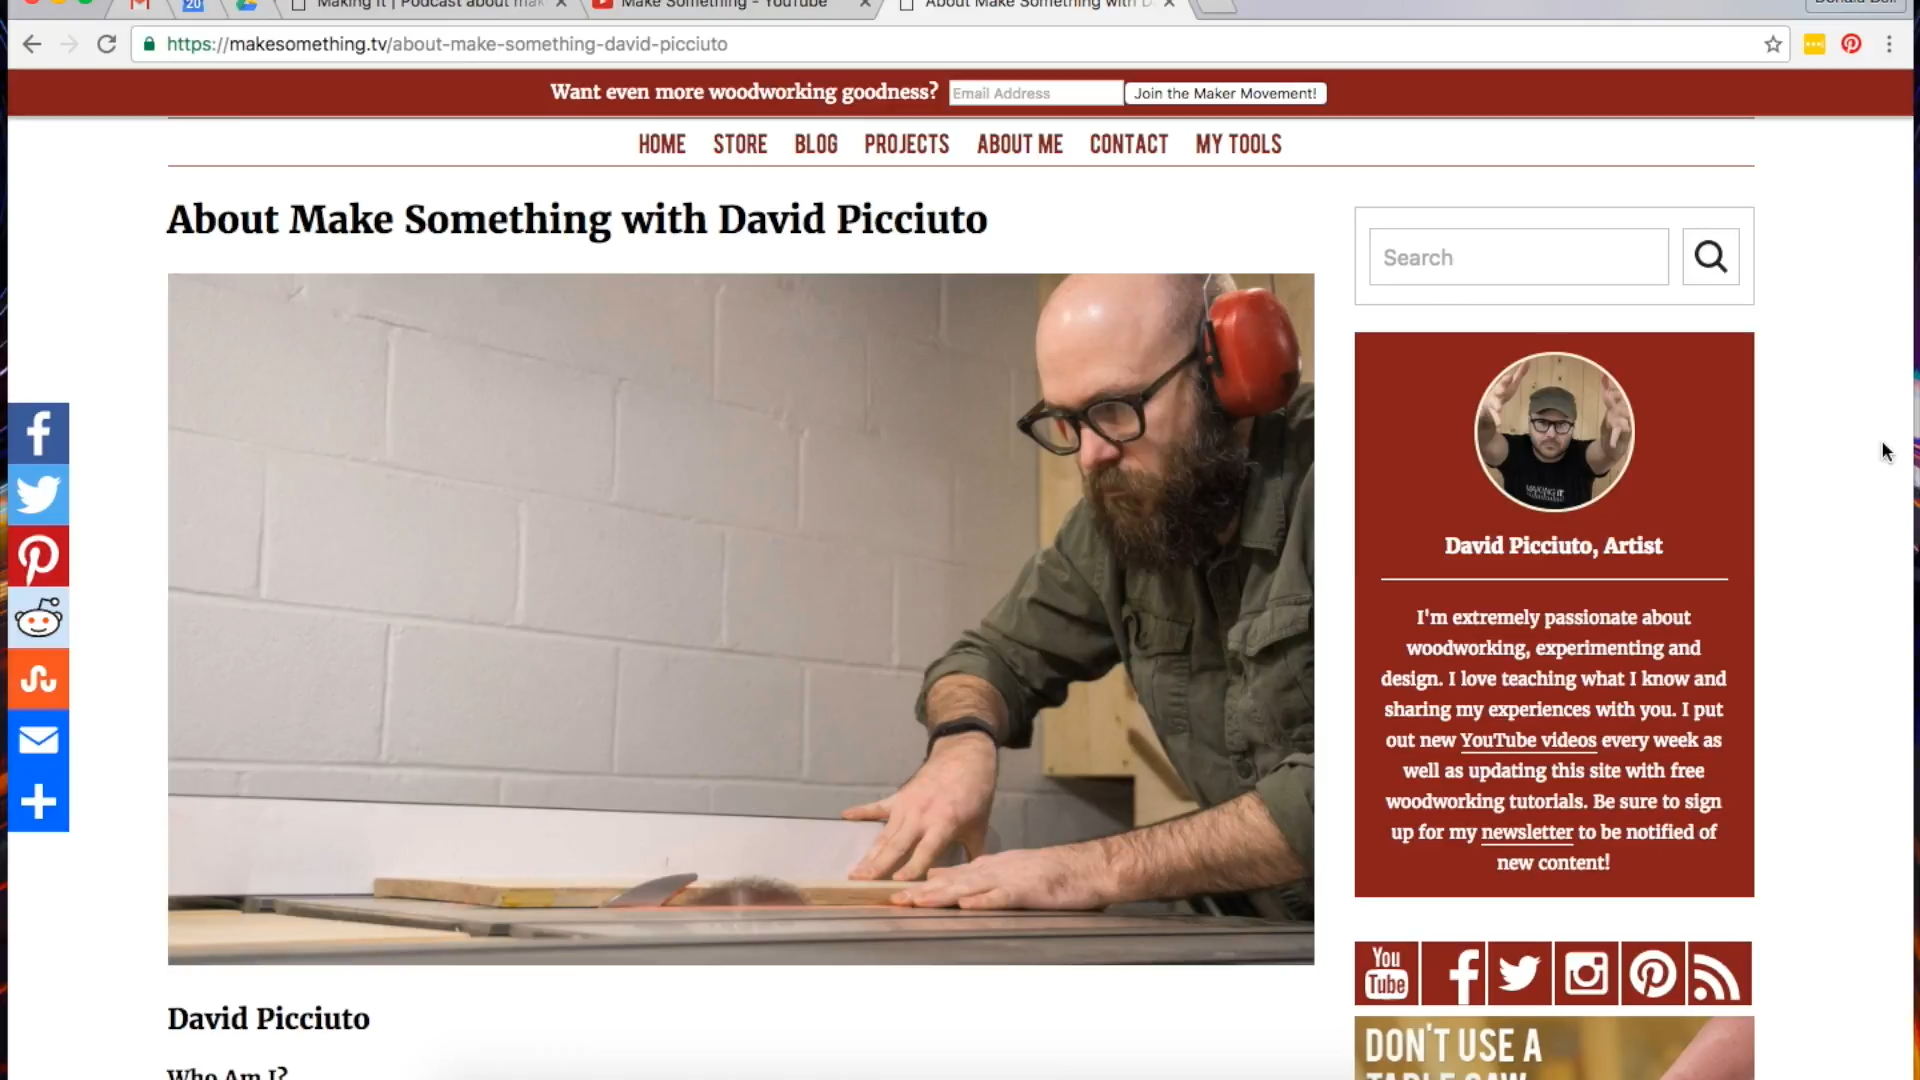 Making It | Podcast about mak
Make Something - YouTube
About Make Something with D
20
https://makesomething.tv/about-make-something-david-picciuto
Want even more woodworking goodness?
Email Address
Join the Maker Movement!
HOME
STORE
BLOG
PROJECTS
ABOUT ME
CONTACT
MY TOOLS
About Make Something with David Picciuto
Search
MAKING IT
David Picciuto, Artist
I'm extremely passionate about
woodworking, experimenting and
design. I love teaching what I know and
sharing my experiences with you. I put
out new YouTube videos every week as
well as updating this site with free
woodworking tutorials. Be sure to sign
up for my newsletter to be notified of
new content!
You
Tube
David Picciuto
Who Am I?
DON'T USE A
TABLE SAW